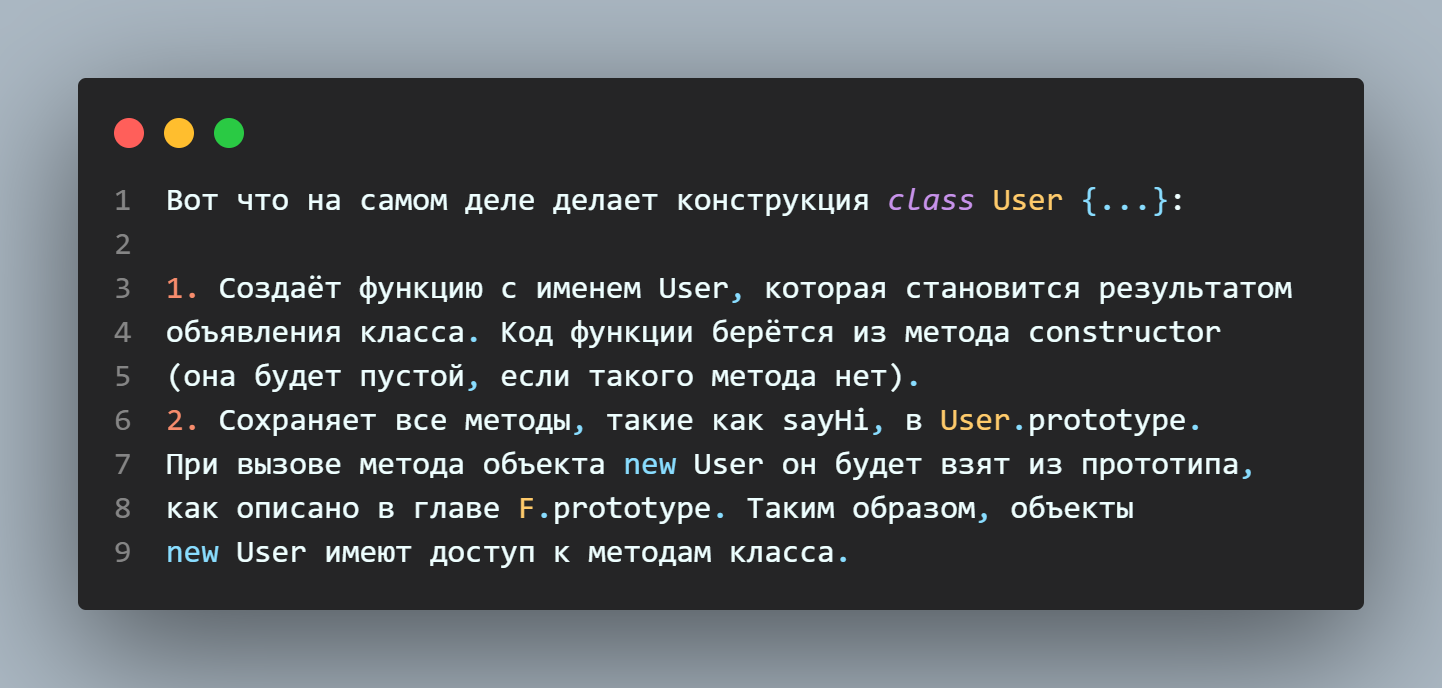 1 Вот что на самом деле делает конструкция class User {...}:
2
3 1. Создаёт функцию с именем User, которая становится результатом
4 объявления класса. Код функции берётся из метода constructor
5 (она будет пустой, если такого метода нет).
6 2. Сохраняет все методы, такие как sayHi, в User.prototype.
7 При вызове метода объекта new User он будет взят из прототипа,
8 как описано в главе F.prototype. Таким образом, объекты
9 new User имеют доступ к методам класса.